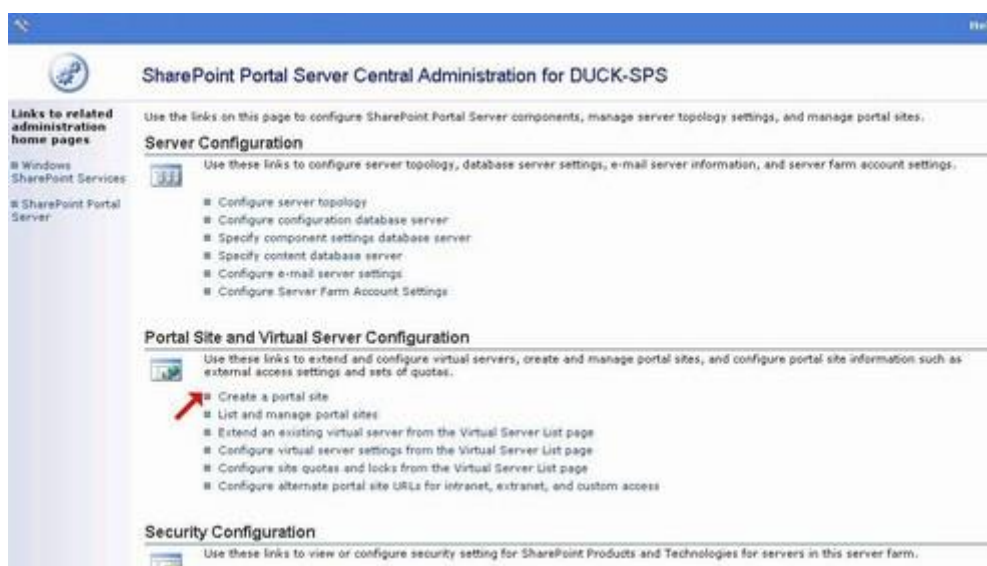 SharePoint Portal Server Central Administration for DUCK-SPS
Links to related
administration
home pages
Windows
SharePoint Services
SharePoint Portal
Server
Use the links on this page to configure SharePoint Portal Server components, manage server topology settings, and manage portal sites.
Server Configuration
Use these links to configure server topology, database server settings, e-mail server information, and server farm account settings.
Configure server topology
Configure configuration database server
Specify component settings database server
Specify content database server
Configure e-mail server settings
Configure Server Farm Account Settings
Portal Site and Virtual Server Configuration
Use these links to extend and configure virtual servers, create and manage portal sites, and configure portal site information such as
external access settings and sets of quotas.
Create a portal site
List and manage portal sites
Extend an existing virtual server from the Virtual Server List page
Configure virtual server settings from the Virtual Server List page
Configure site quotas and locks from the Virtual Server List page
Configure alternate portal site URLs for intranet, extranet, and custom access
Security Configuration
Use these links to view or configure security setting for SharePoint Products and Technologies for servers in this server farm.